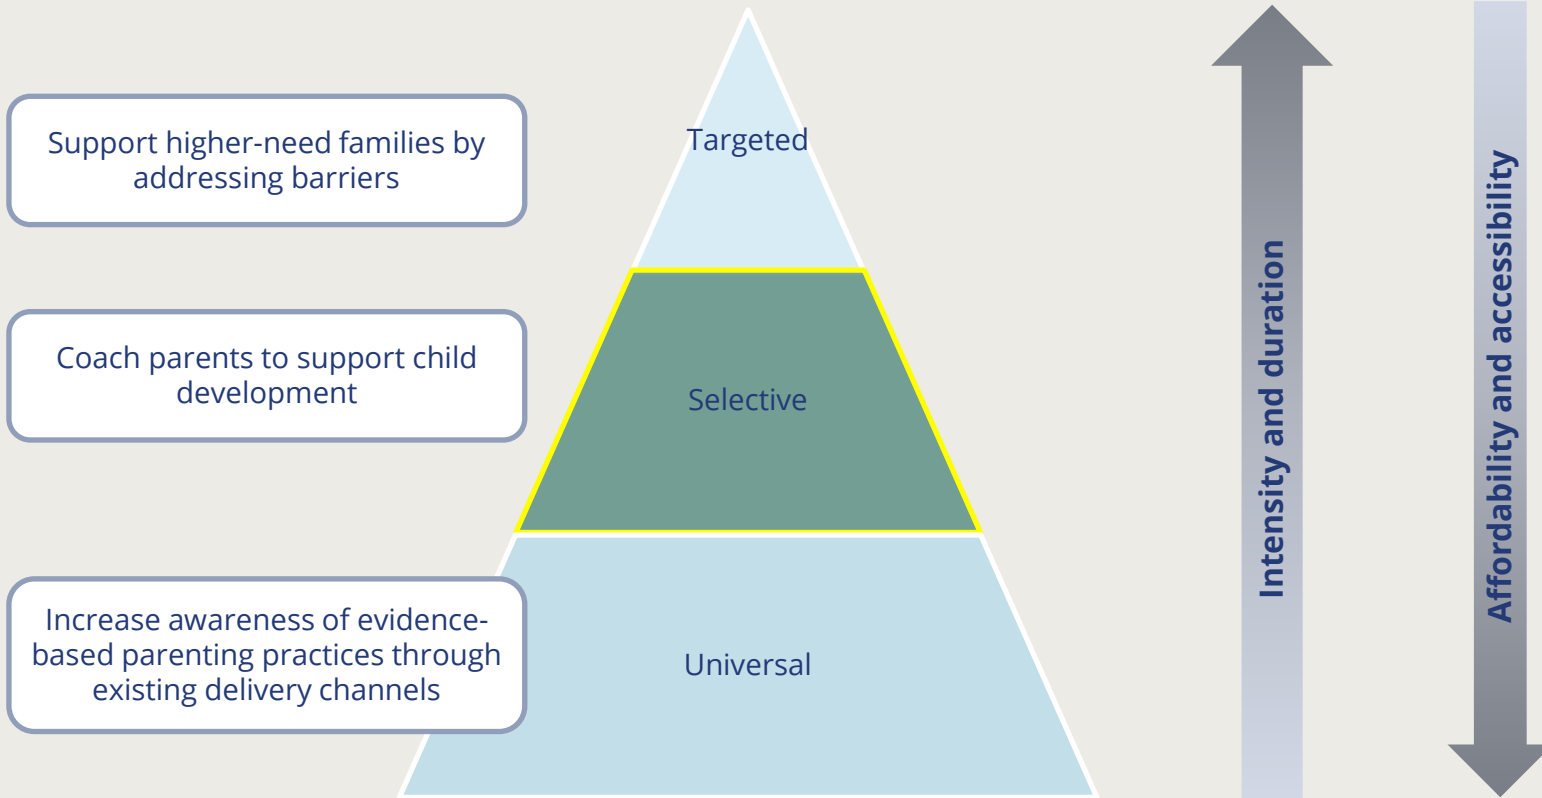 Support higher-need families by
addressing barriers
Targeted
Coach parents to support child
development
Selective
Increase awareness of evidence-
based parenting practices through
existing delivery channels
Universal
Intensity and duration
Affordability and accessibility